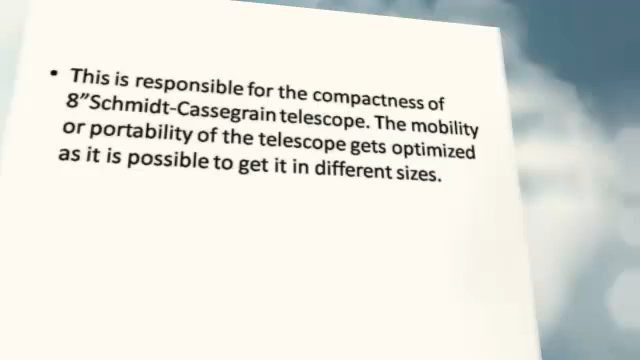 • This is responsible for the compactness of
8”Schmidt-Cassegrain telescope. The mobility
or portability of the telescope gets optimized
as it is possible to get it in different sizes.